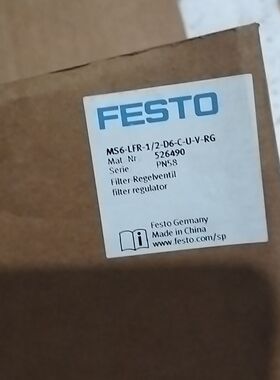 FESTO
MS6-LFR-1/2-D6-C-U-V-RG
Mat. Nr. 526490
Serie PN58
Filter-Regelventil
filter regulator
Festo Germany
Made in China
www.festo.com/sp